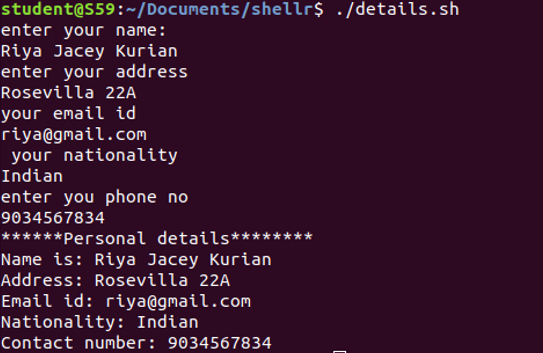 student@S59:~/Documents/shellr$ ./details.sh
enter your name:
Riya Jacey Kurian
enter your address
Rosevilla 22A
your email id
riya@gmail.com
 your nationality
Indian
enter you phone no
9034567834
******Personal details********
Name is: Riya Jacey Kurian
Address: Rosevilla 22A
Email id: riya@gmail.com
Nationality: Indian
Contact number: 9034567834